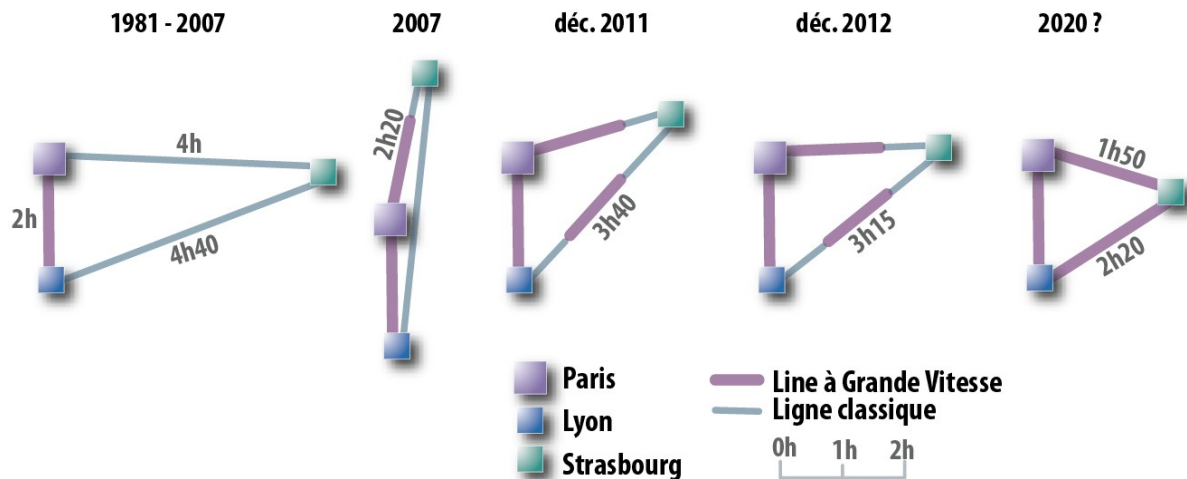 1981 - 2007
2007
déc. 2011
déc. 2012
2020 ?
4h
2h
4h40
2h20
3h40
3h15
1h50
2h20
Paris
Lyon
Strasbourg
Line à Grande Vitesse
Ligne classique
0h 1h 2h